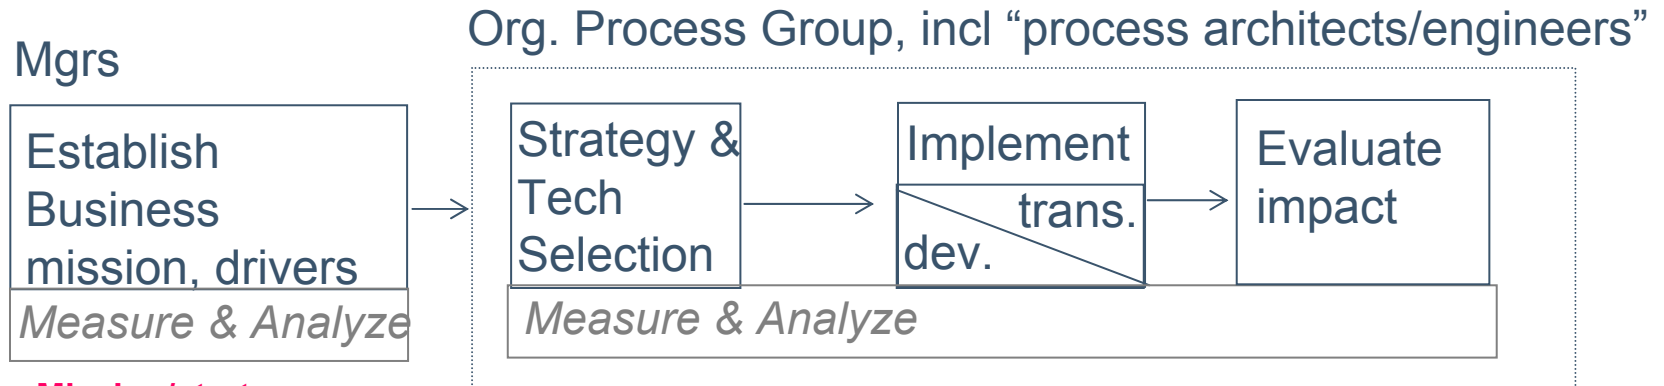 Org. Process Group, incl “process architects/engineers”
Mgrs
Establish
Business
mission, drivers
Measure & Analyze
Strategy &
Tech
Selection
Implement
trans.
dev.
Evaluate
impact
Measure & Analyze